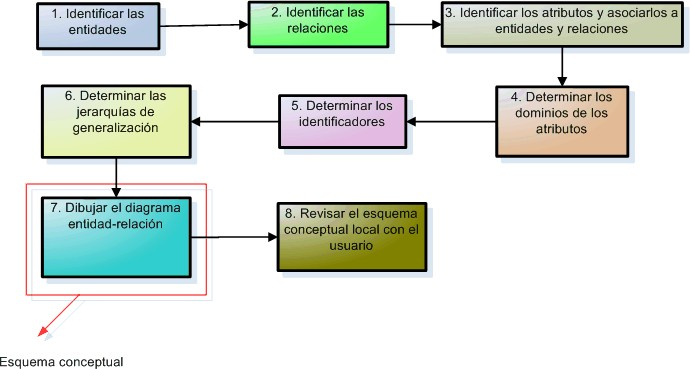 1. Identificar las
entidades
2. Identificar las
relaciones
3. Identificar los atributos y asociarlos a
entidades y relaciones
4. Determinar los
dominios de los
atributos
5. Determinar los
identificadores
6. Determinar las
jerarquías de
generalización
7. Dibujar el diagrama
entidad-relación
8. Revisar el esquema
conceptual local con el
usuario
Esquema conceptual